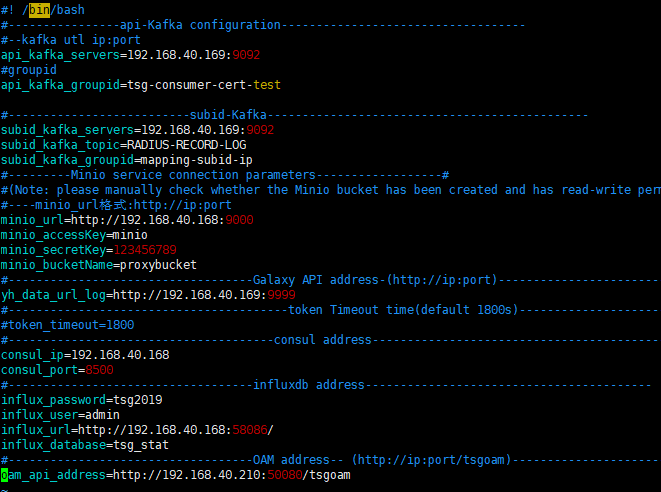 #! /bin/bash
#----------------api-Kafka configuration-----------------------------------
#--kafka utl ip:port
api_kafka_servers=192.168.40.169:9092
#groupid
api_kafka_groupid=tsg-consumer-cert-test
#--------------------------subid-Kafka----------------------------------------------
subid_kafka_servers=192.168.40.169:9092
subid_kafka_topic=RADIUS-RECORD-LOG
subid_kafka_groupid=mapping-subid-ip
#---------Minio service connection parameters------------------#
#(Note: please manually check whether the Minio bucket has been created and has read-write per
#----minio_url格式:http://ip:port
minio_url=http://192.168.40.168:9000
minio_accessKey=minio
minio_secretKey=123456789
minio_bucketName=proxybucket
#-----------------------------------Galaxy API address-(http://ip:port)-----------------------
yh_data_url_log=http://192.168.40.169:9999
#----------------------------------------token Timeout time(default 1800s)--------------------
#token_timeout=1800
#--------------------------------------consul address-----------------------------------------
consul_ip=192.168.40.168
consul_port=8500
#-----------------------------------influxdb address-----------------------------------------
influx_password=tsg2019
influx_user=admin
influx_url=http://192.168.40.168:58086/
influx_database=tsg_stat
#-----------------------------------OAM address-- (http://ip:port/tsgoam)---------------------
oam_api_address=http://192.168.40.210:50080/tsgoam
~